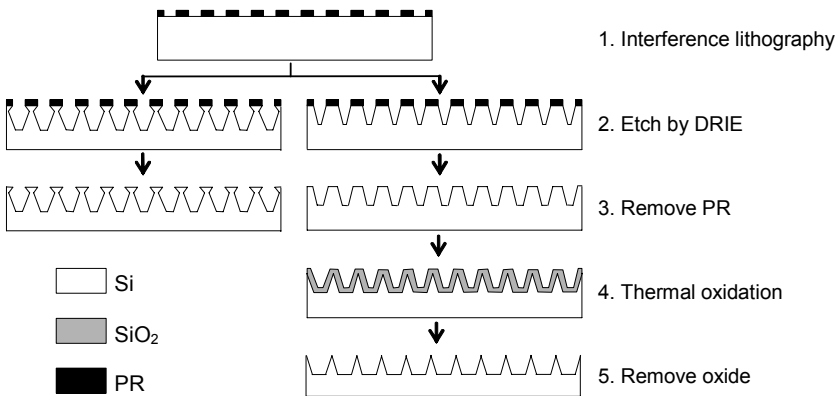 1. Interference lithography
2. Etch by DRIE
3. Remove PR
4. Thermal oxidation
5. Remove oxide
Si
SiO₂
PR